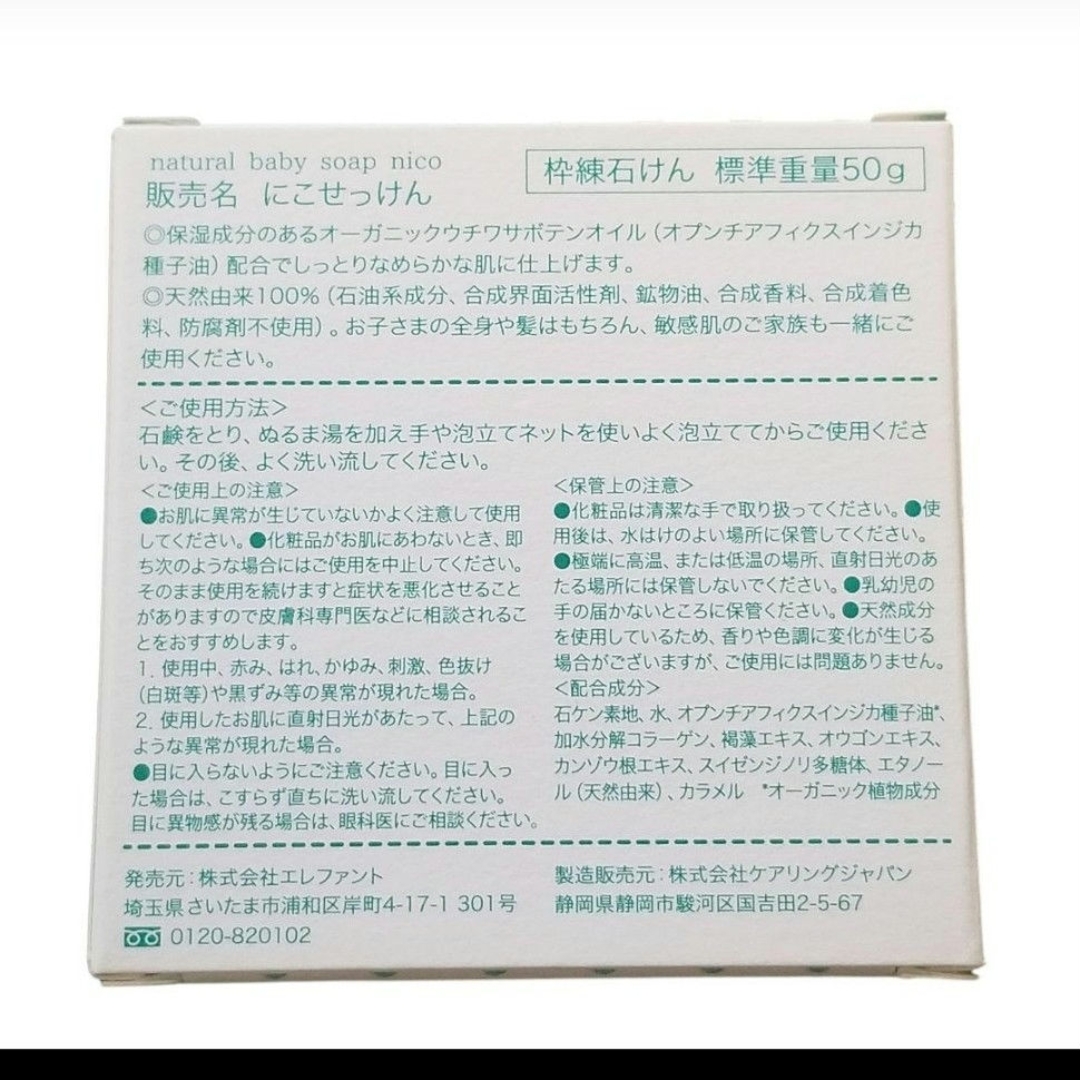 natural baby soap nico
販売名 にこせっけん
枠練石けん 標準重量50g
◎保湿成分のあるオーガニックウチワサボテンオイル（オプンチアフィクスインジカ
種子油）配合でしっとりなめらかな肌に仕上げます。
◎天然由来100%（石油系成分、合成界面活性剤、鉱物油、合成香料、合成着色
料、防腐剤不使用）。お子さまの全身や髪はもちろん、敏感肌のご家族も一緒にご
使用ください。
＜ご使用方法＞
石鹸をとり、ぬるま湯を加え手や泡立てネットを使いよく泡立ててからご使用くださ
い。その後、よく洗い流してください。
＜ご使用上の注意＞
●お肌に異常が生じていないかよく注意して使用
してください。●化粧品がお肌にあわないとき、即
ち次のような場合にはご使用を中止してください。
そのまま使用を続けますと症状を悪化させること
がありますので皮膚科専門医などに相談されるこ
とをおすすめします。
1. 使用中、赤み、はれ、かゆみ、刺激、色抜け
（白斑等）や黒ずみ等の異常が現れた場合。
2. 使用したお肌に直射日光があたって、上記の
ような異常が現れた場合。
●目に入らないようにご注意ください。目に入っ
た場合は、こすらず直ちに洗い流してください。
目に異物感が残る場合は、眼科医にご相談ください。
＜保管上の注意＞
●化粧品は清潔な手で取り扱ってください。●使
用後は、水はけのよい場所に保管してください。
●極端に高温、または低温の場所、直射日光のあ
たる場所には保管しないでください。●乳幼児の
手の届かないところに保管ください。●天然成分
を使用しているため、香りや色調に変化が生じる
場合がございますが、ご使用には問題ありません。
＜配合成分＞
石ケン素地、水、オプンチアフィクスインジカ種子油*、
加水分解コラーゲン、褐藻エキス、オウゴンエキス、
カンゾウ根エキス、スイゼンジノリ多糖体、エタノー
ル（天然由来）、カラメル *オーガニック植物成分
発売元：株式会社エレファント
埼玉県さいたま市浦和区岸町4-17-1 301号
0120-820102
製造販売元：株式会社ケアリングジャパン
静岡県静岡市駿河区国吉田2-5-67